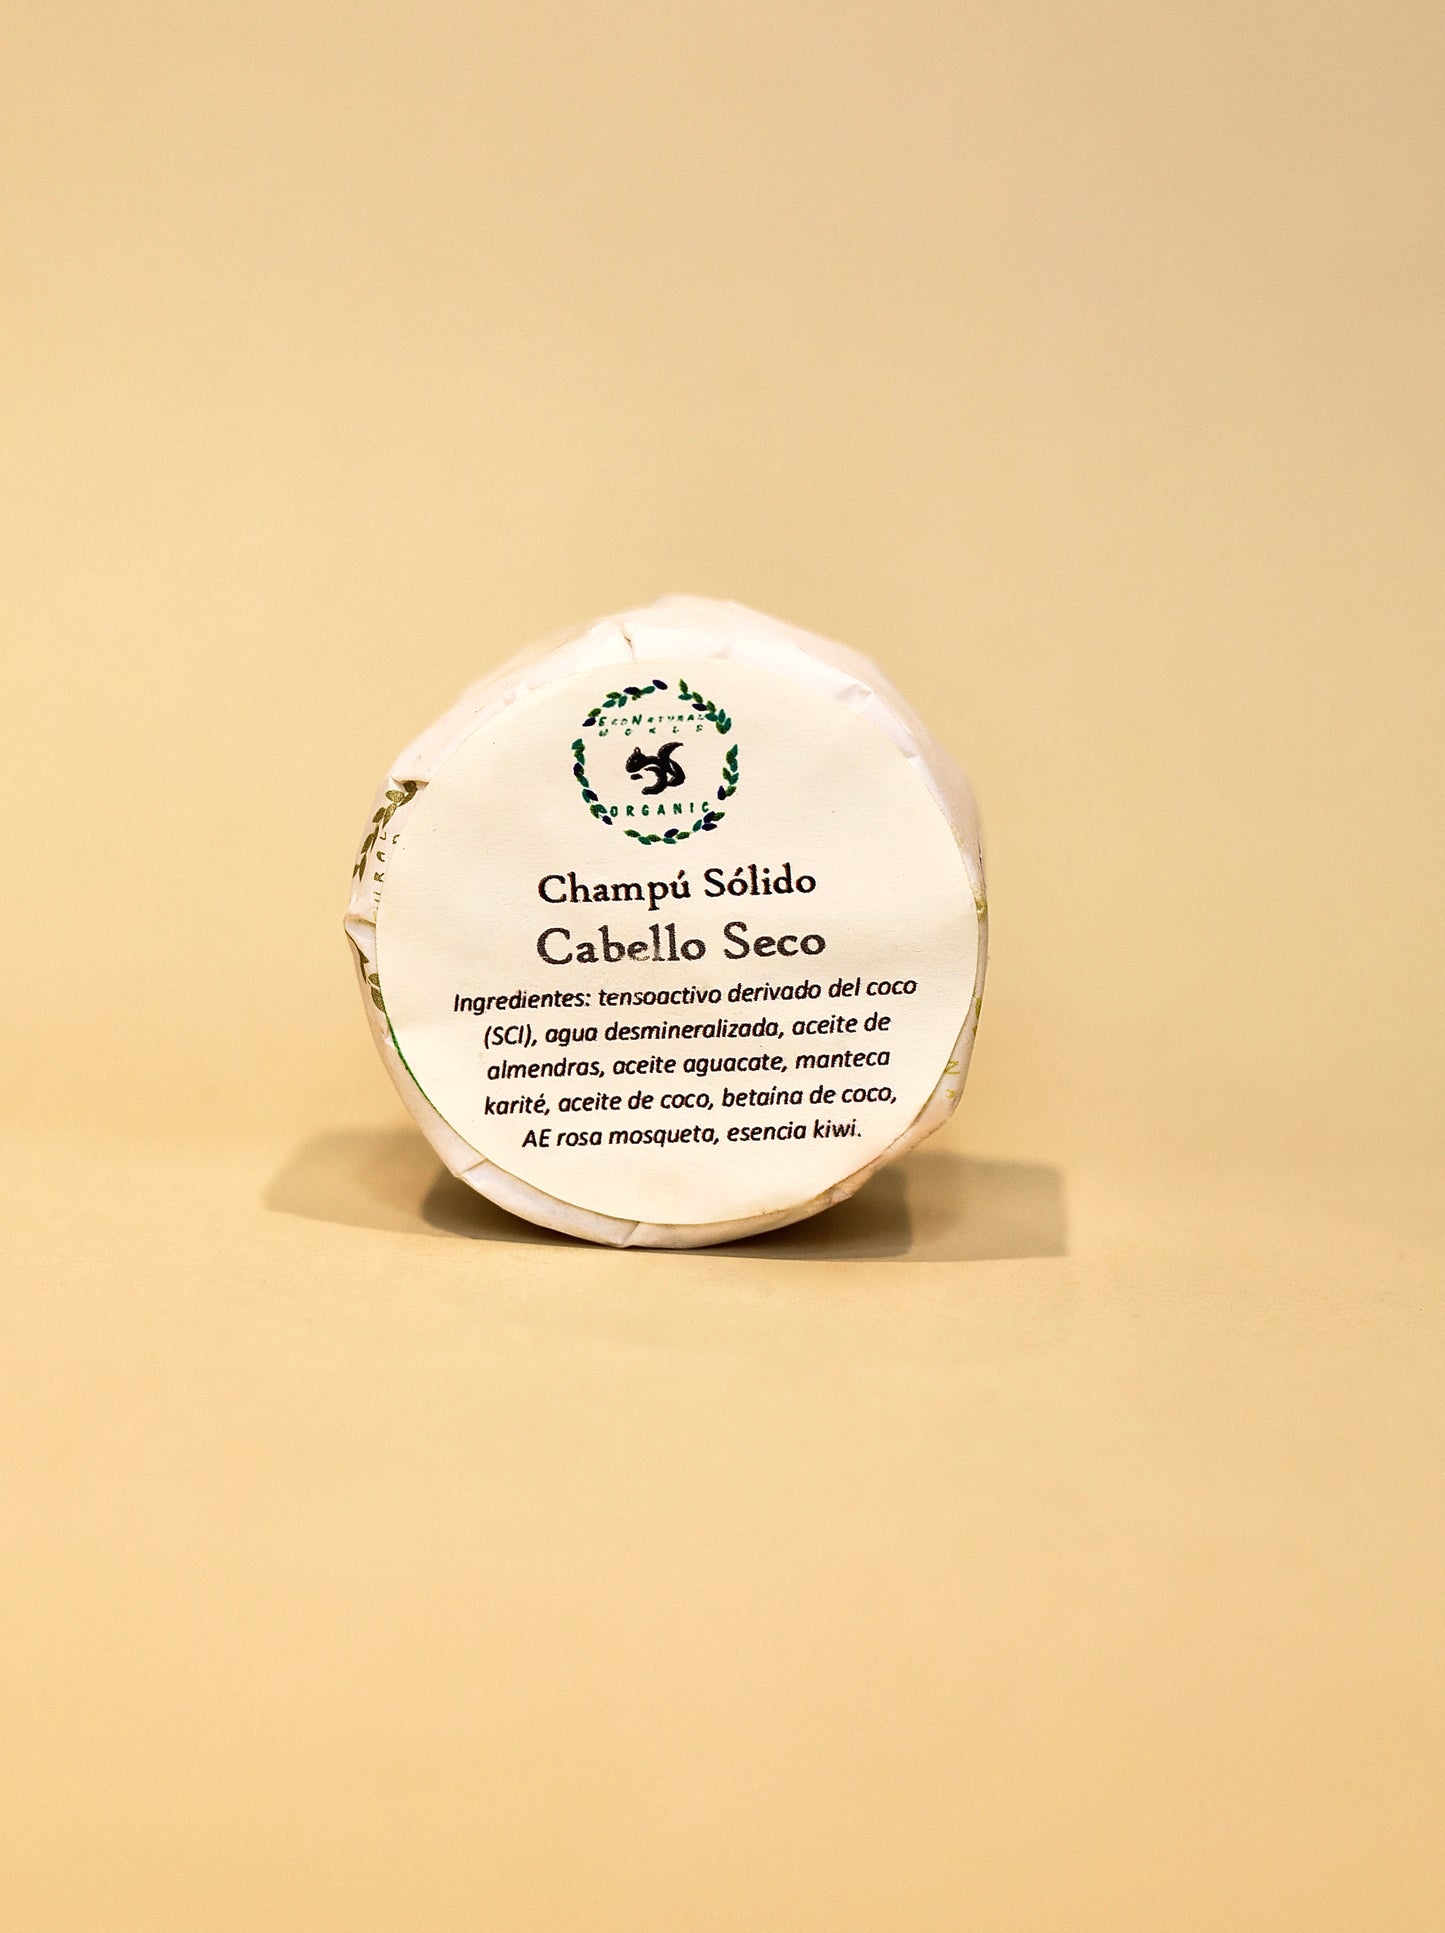 EcoNatural
World
ORGANIC
Champú Sólido
Cabello Seco
Ingredientes: tensoactivo derivado del coco
(SCI), agua desmineralizada, aceite de
almendras, aceite aguacate, manteca
karité, aceite de coco, betaína de coco,
AE rosa mosqueta, esencia kiwi.